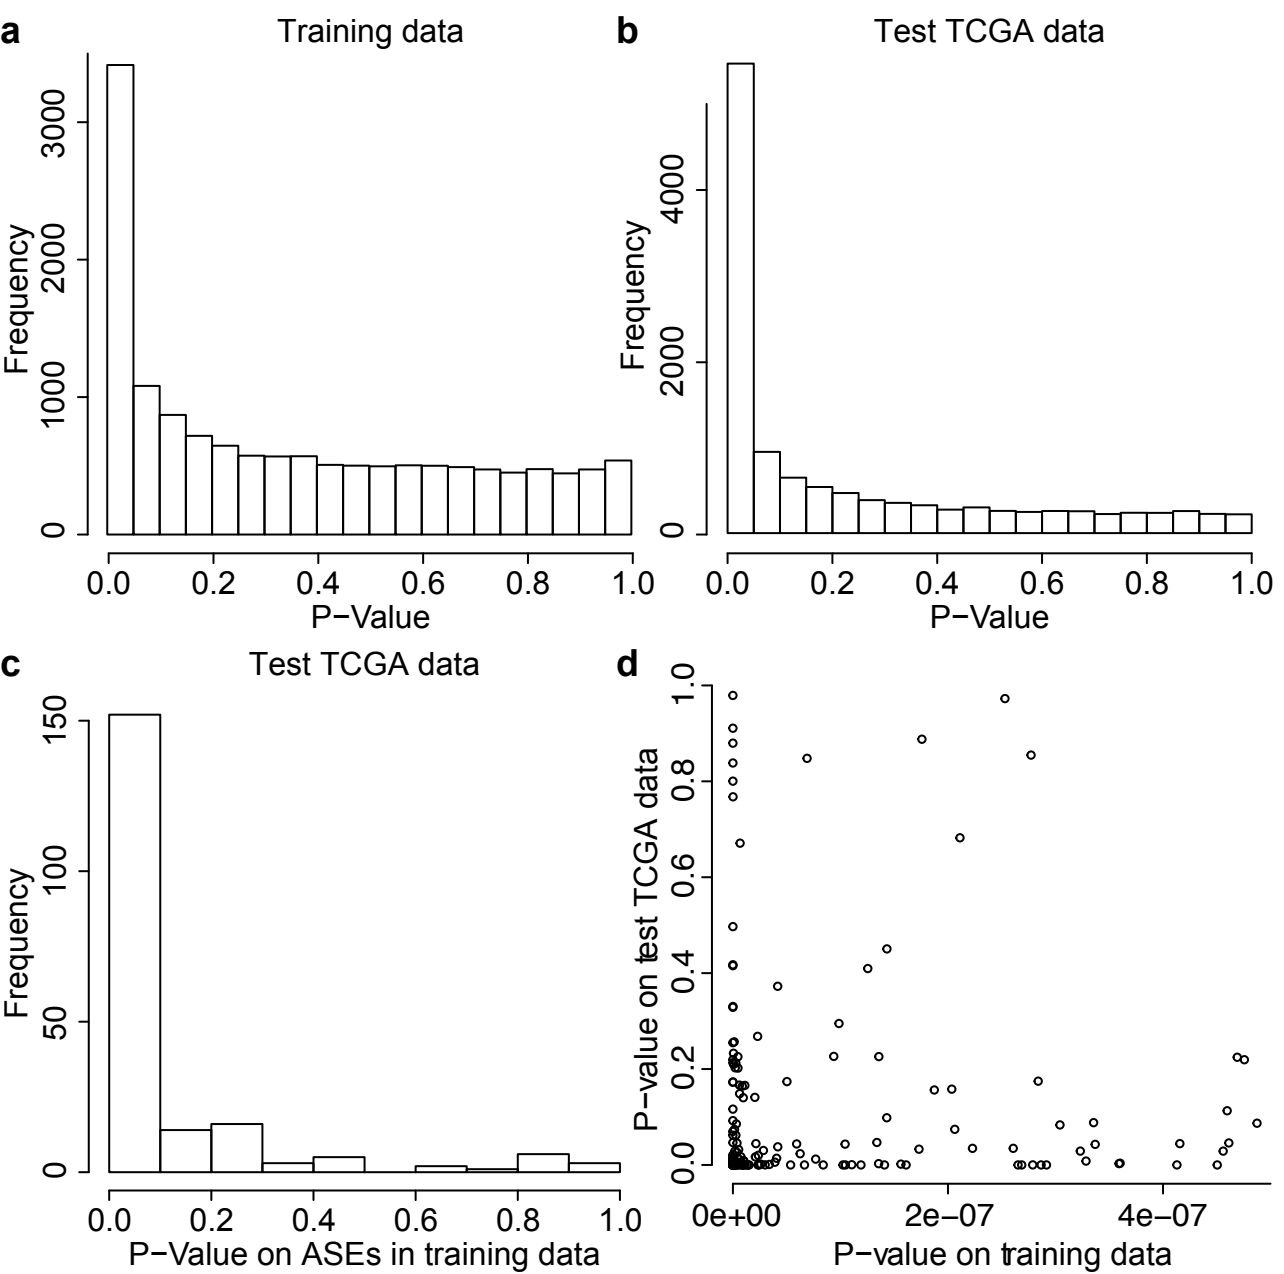 a
Training data
Frequency
0
1000
2000
3000
0.0 0.2 0.4 0.6 0.8 1.0
P−Value
b
Test TCGA data
Frequency
0
2000
4000
0.0 0.2 0.4 0.6 0.8 1.0
P−Value
c
Test TCGA data
Frequency
0
50
100
150
0.0 0.2 0.4 0.6 0.8 1.0
P−Value on ASEs in training data
d
P−value on test TCGA data
0.0
0.2
0.4
0.6
0.8
1.0
0e+00 2e−07 4e−07
P−value on training data